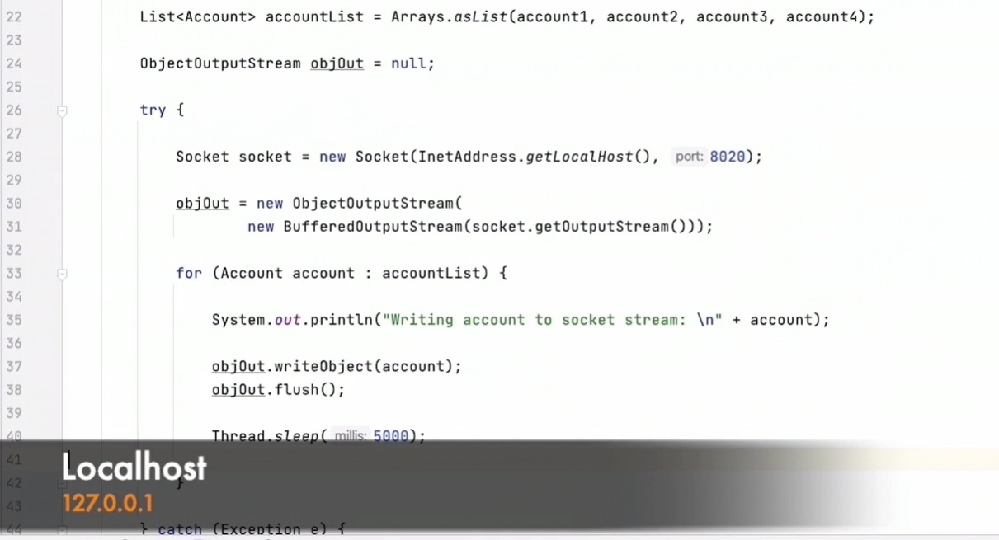 22 List<Account> accountList = Arrays.asList(account1, account2, account3, account4);
23
24 ObjectOutputStream objOut = null;
25
26 try {
27
28 Socket socket = new Socket(InetAddress.getLocalHost(), port: 8020);
29
30 objOut = new ObjectOutputStream(
31 new BufferedOutputStream(socket.getOutputStream()));
32
33 for (Account account : accountList) {
34
35 System.out.println("Writing account to socket stream: \n" + account);
36
37 objOut.writeObject(account);
38 objOut.flush();
39
40 Thread.sleep( millis: 5000);
41
Localhost
42 }
127.0.0.1
43
44 } catch (Exception e) {